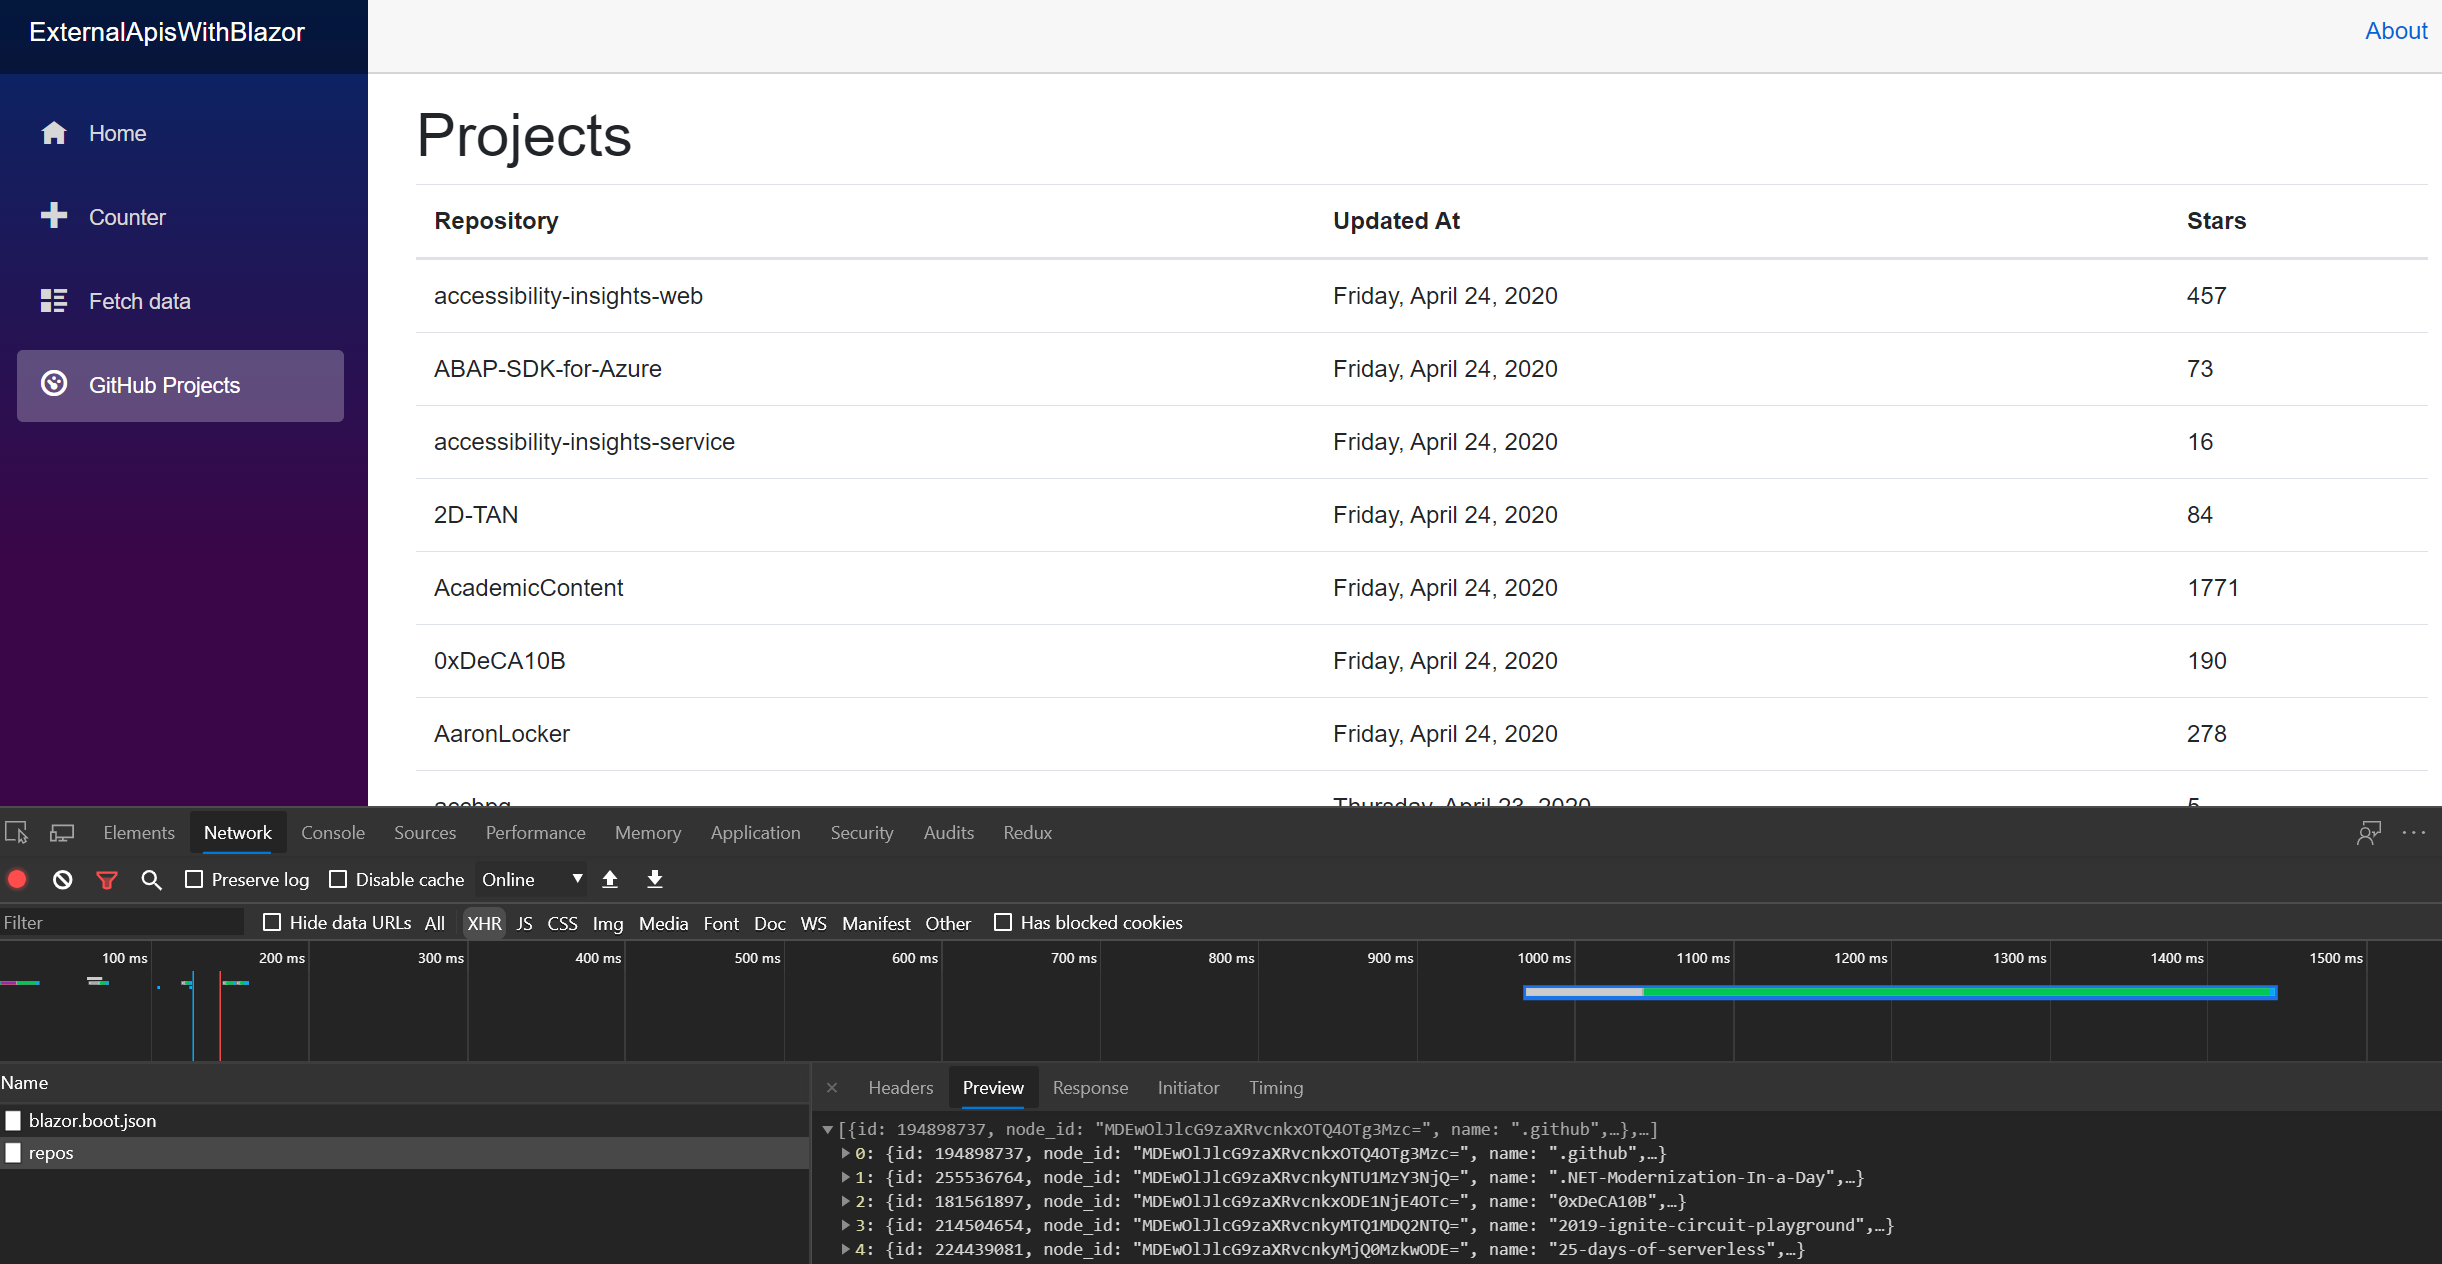 ExternalApisWithBlazor
About
Home
Counter
Fetch data
GitHub Projects
Projects
Repository Updated At Stars
accessibility-insights-web Friday, April 24, 2020 457
ABAP-SDK-for-Azure Friday, April 24, 2020 73
accessibility-insights-service Friday, April 24, 2020 16
2D-TAN Friday, April 24, 2020 84
AcademicContent Friday, April 24, 2020 1771
0xDeCA10B Friday, April 24, 2020 190
AaronLocker Friday, April 24, 2020 278
accbpg Thursday, April 23, 2020 5
Elements Network Console Sources Performance Memory Application Security Audits Redux
Preserve log Disable cache Online
Filter Hide data URLs All XHR JS CSS Img Media Font Doc WS Manifest Other Has blocked cookies
100 ms 200 ms 300 ms 400 ms 500 ms 600 ms 700 ms 800 ms 900 ms 1000 ms 1100 ms 1200 ms 1300 ms 1400 ms 1500 ms
Name
blazor.boot.json
repos
Headers Preview Response Initiator Timing
[{id: 194898737, node_id: "MDEwOlJlcG9zaXRvcnkxOTQ4OTg3Mzc=", name: ".github",…},…]
0: {id: 194898737, node_id: "MDEwOlJlcG9zaXRvcnkxOTQ4OTg3Mzc=", name: ".github",…}
1: {id: 255536764, node_id: "MDEwOlJlcG9zaXRvcnkyNTU1MzY3NjQ=", name: ".NET-Modernization-In-a-Day",…}
2: {id: 181561897, node_id: "MDEwOlJlcG9zaXRvcnkxODE1NjE4OTc=", name: "0xDeCA10B",…}
3: {id: 214504654, node_id: "MDEwOlJlcG9zaXRvcnkyMTQ1MDQ2NTQ=", name: "2019-ignite-circuit-playground",…}
4: {id: 224439081, node_id: "MDEwOlJlcG9zaXRvcnkyMjQ0MzkwODE=", name: "25-days-of-serverless",…}